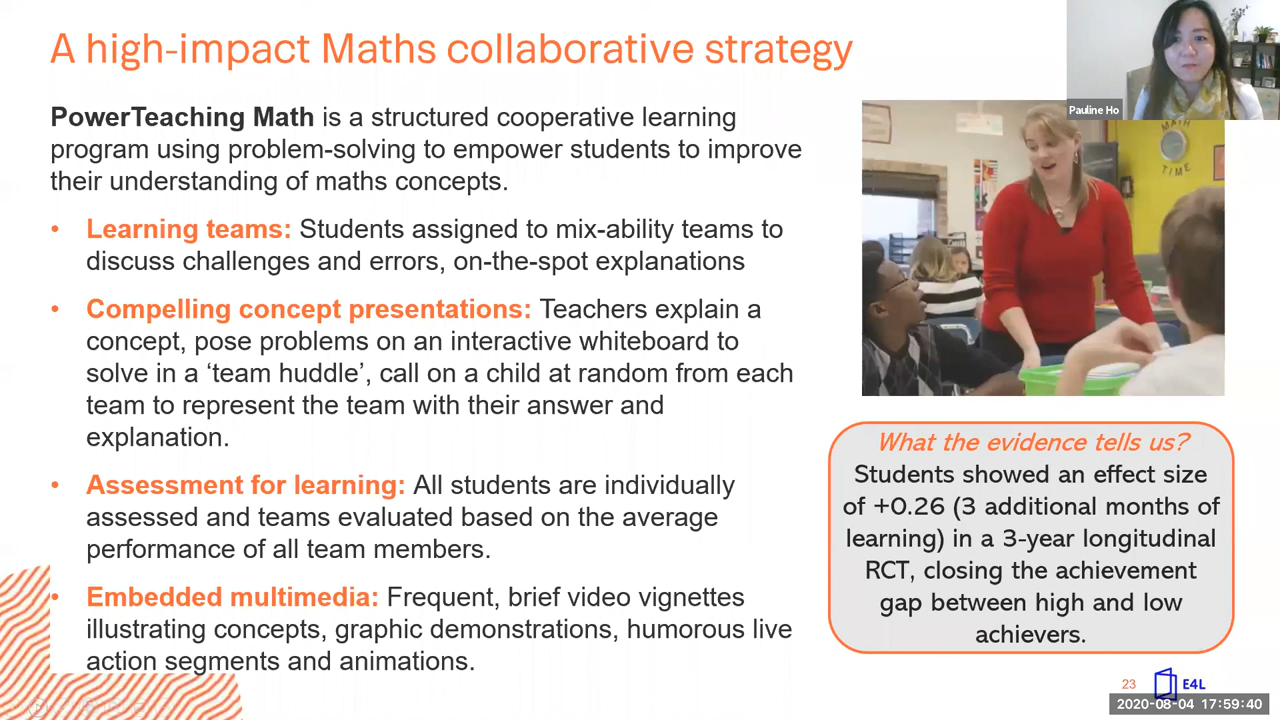 A high-impact Maths collaborative strategy
Pauline Ho
PowerTeaching Math is a structured cooperative learning
program using problem-solving to empower students to improve
their understanding of maths concepts.
• Learning teams: Students assigned to mix-ability teams to
discuss challenges and errors, on-the-spot explanations
• Compelling concept presentations: Teachers explain a
concept, pose problems on an interactive whiteboard to
solve in a ‘team huddle’, call on a child at random from each
team to represent the team with their answer and
explanation.
• Assessment for learning: All students are individually
assessed and teams evaluated based on the average
performance of all team members.
• Embedded multimedia: Frequent, brief video vignettes
illustrating concepts, graphic demonstrations, humorous live
action segments and animations.
MATH
TIME
What the evidence tells us?
Students showed an effect size
of +0.26 (3 additional months of
learning) in a 3-year longitudinal
RCT, closing the achievement
gap between high and low
achievers.
23
E4L
2020-08-04 17:59:40